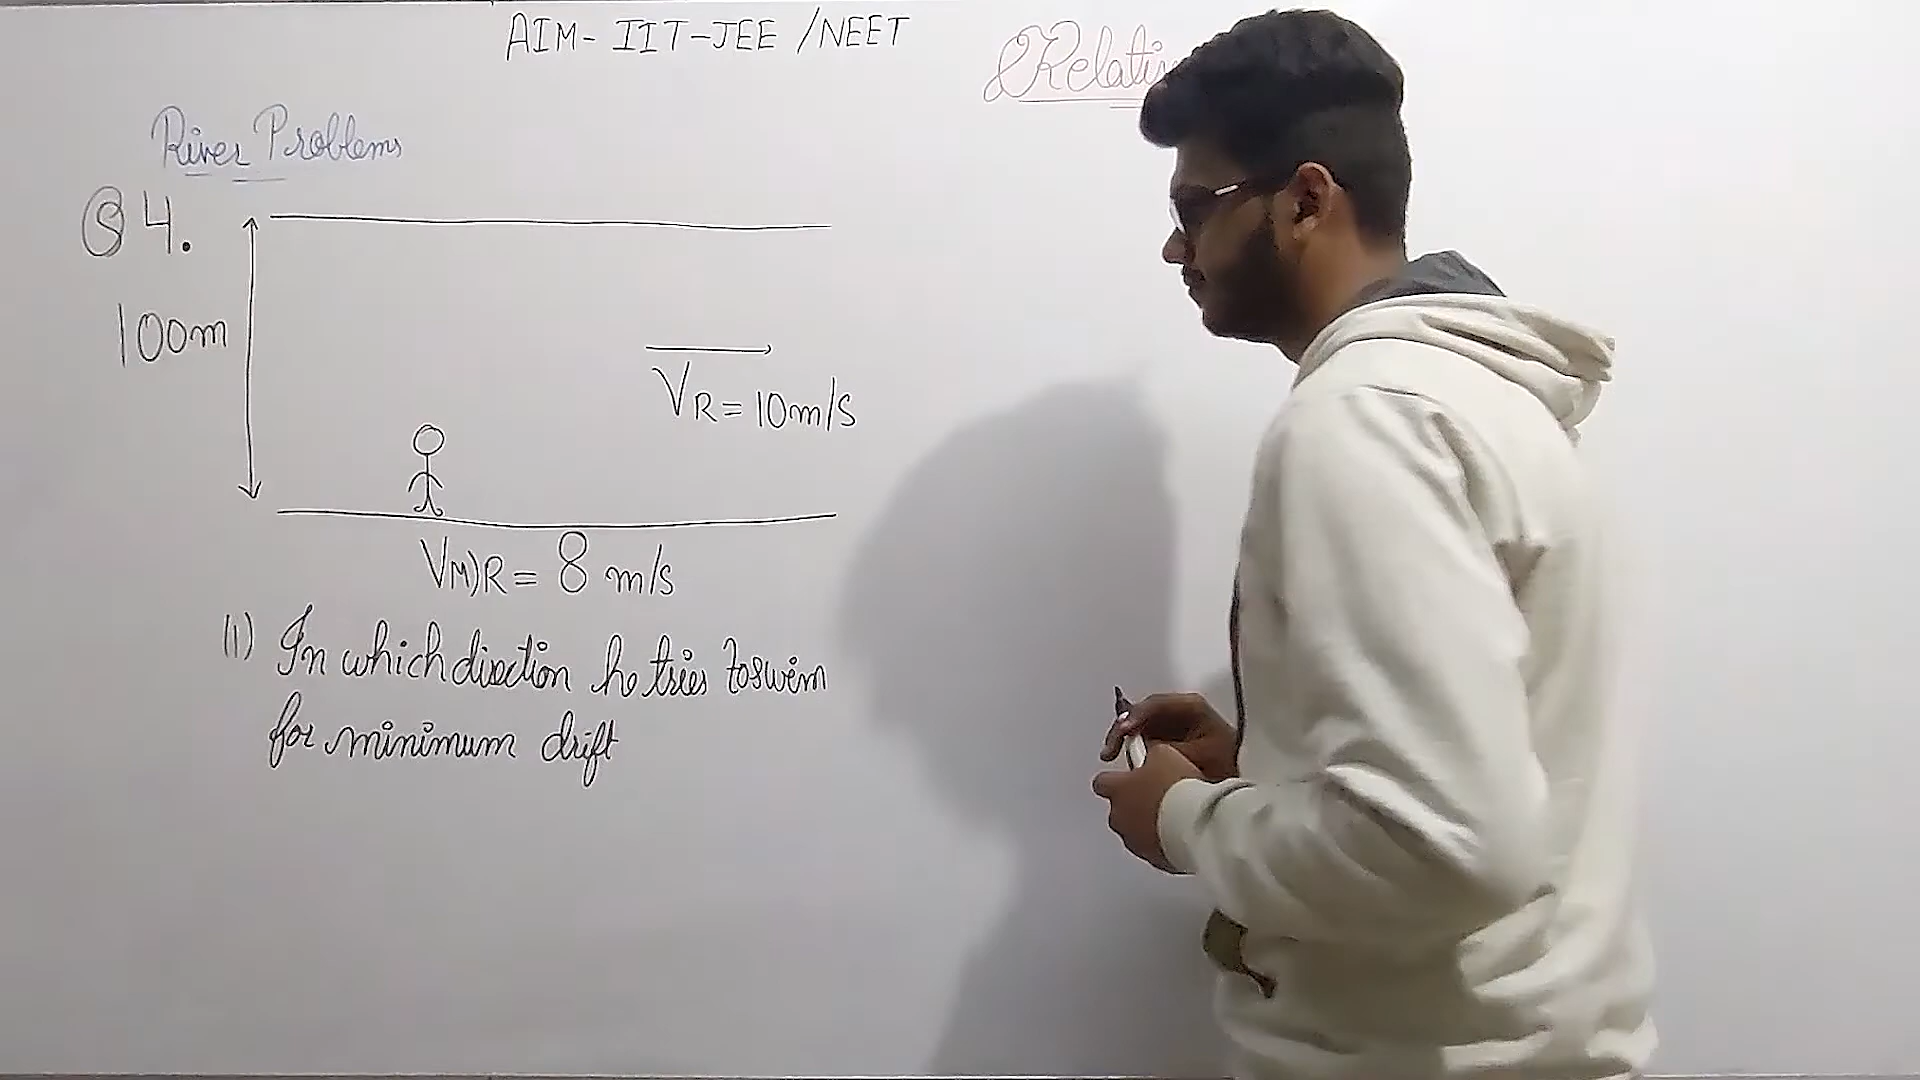 AIM- IIT-JEE /NEET
River Problems
Q 4.
100m
VR = 10m/s
VM)R = 8 m/s
(1) In which direction he tries to swim
for minimum drift